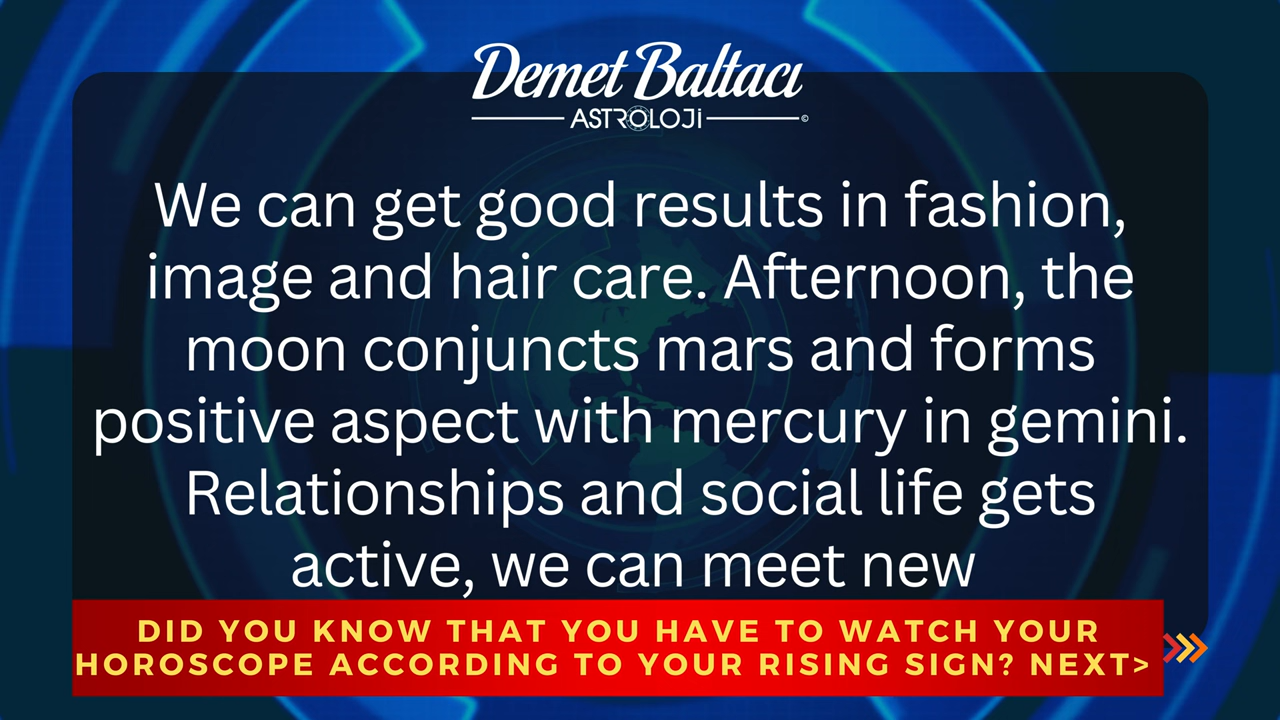 Demet Baltacı
ASTROLOJi ©
We can get good results in fashion,
image and hair care. Afternoon, the
moon conjuncts mars and forms
positive aspect with mercury in gemini.
Relationships and social life gets
active, we can meet new
DID YOU KNOW THAT YOU HAVE TO WATCH YOUR
HOROSCOPE ACCORDING TO YOUR RISING SIGN? NEXT>